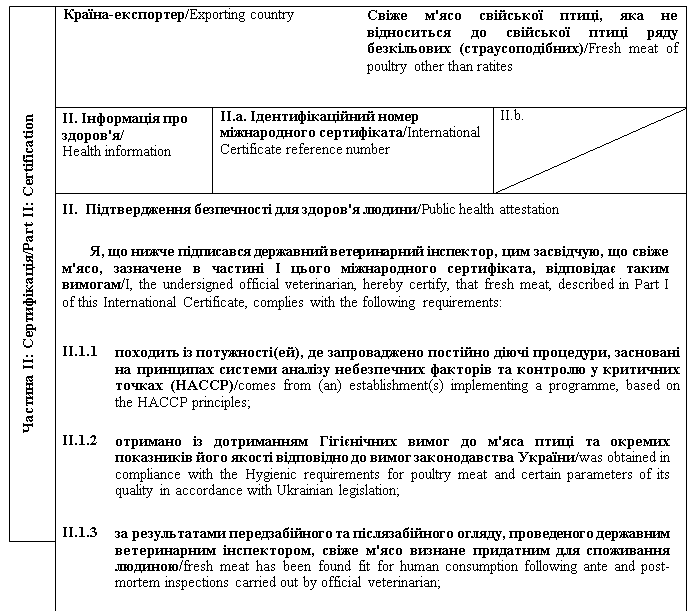 Країна-експортер/Exporting country
Свіже м'ясо свійської птиці, яка не
відноситься до свійської птиці ряду
безкільових (страусоподібних)/Fresh meat of
poultry other than ratites
Частина II: Сертифікація/Part II: Certification
II. Інформація про
здоров'я/
Health information
II.a. Ідентифікаційний номер
міжнародного сертифіката/International
Certificate reference number
II.b.
II. Підтвердження безпечності для здоров'я людини/Public health attestation
Я, що нижче підписався державний ветеринарний інспектор, цим засвідчую, що свіже
м'ясо, зазначене в частині I цього міжнародного сертифіката, відповідає таким
вимогам/I, the undersigned official veterinarian, hereby certify, that fresh meat, described in Part I
of this International Certificate, complies with the following requirements:
II.1.1 походить із потужності(ей), де запроваджено постійно діючі процедури, засновані
на принципах системи аналізу небезпечних факторів та контролю у критичних
точках (НАССР)/comes from (an) establishment(s) implementing a programme, based on
the HACCP principles;
II.1.2 отримано із дотриманням Гігієнічних вимог до м'яса птиці та окремих
показників його якості відповідно до вимог законодавства України/was obtained in
compliance with the Hygienic requirements for poultry meat and certain parameters of its
quality in accordance with Ukrainian legislation;
II.1.3 за результатами передзабійного та післязабійного огляду, проведеного державним
ветеринарним інспектором, свіже м'ясо визнане придатним для споживання
людиною/fresh meat has been found fit for human consumption following ante and post-
mortem inspections carried out by official veterinarian;